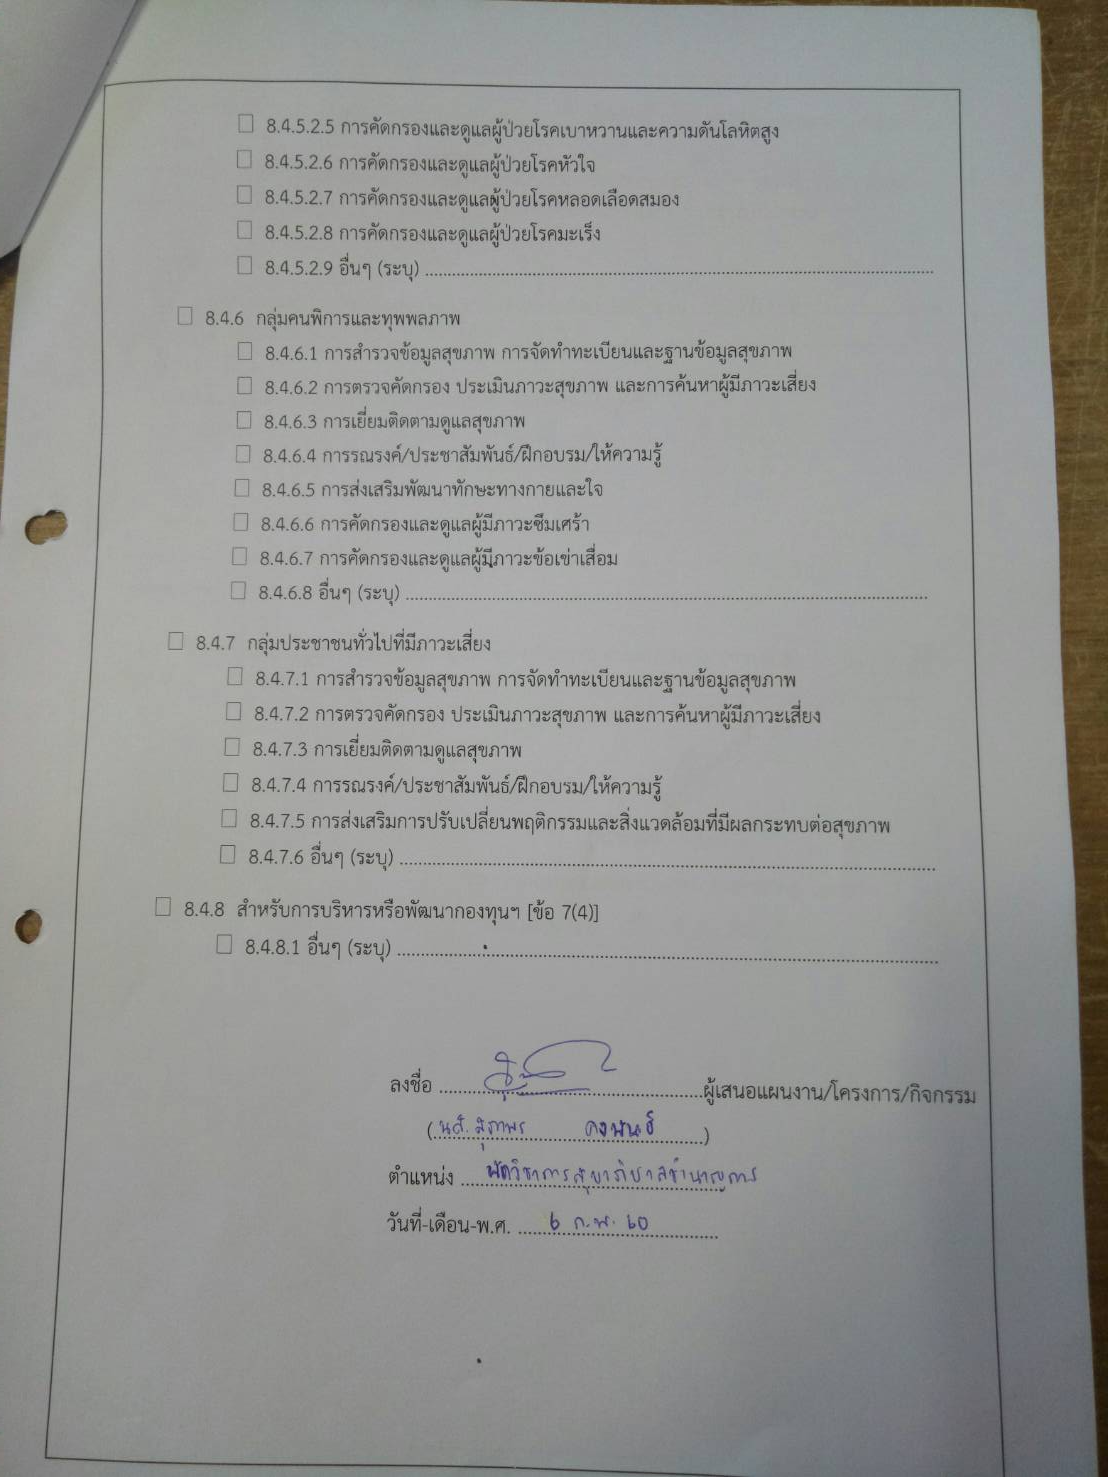 ☐ 8.4.5.2.5 การคัดกรองและดูแลผู้ป่วยโรคเบาหวานและความดันโลหิตสูง
☐ 8.4.5.2.6 การคัดกรองและดูแลผู้ป่วยโรคหัวใจ
☐ 8.4.5.2.7 การคัดกรองและดูแลผู้ป่วยโรคหลอดเลือดสมอง
☐ 8.4.5.2.8 การคัดกรองและดูแลผู้ป่วยโรคมะเร็ง
☐ 8.4.5.2.9 อื่นๆ (ระบุ) ....................
☐ 8.4.6 กลุ่มคนพิการและทุพพลภาพ
☐ 8.4.6.1 การสำรวจข้อมูลสุขภาพ การจัดทำทะเบียนและฐานข้อมูลสุขภาพ
☐ 8.4.6.2 การตรวจคัดกรอง ประเมินภาวะสุขภาพ และการค้นหาผู้มีภาวะเสี่ยง
☐ 8.4.6.3 การเยี่ยมติดตามดูแลสุขภาพ
☐ 8.4.6.4 การรณรงค์/ประชาสัมพันธ์/ฝึกอบรม/ให้ความรู้
☐ 8.4.6.5 การส่งเสริมพัฒนาทักษะทางกายและใจ
☐ 8.4.6.6 การคัดกรองและดูแลผู้มีภาวะซึมเศร้า
☐ 8.4.6.7 การคัดกรองและดูแลผู้มีภาวะข้อเข่าเสื่อม
☐ 8.4.6.8 อื่นๆ (ระบุ) ....................
☐ 8.4.7 กลุ่มประชาชนทั่วไปที่มีภาวะเสี่ยง
☐ 8.4.7.1 การสำรวจข้อมูลสุขภาพ การจัดทำทะเบียนและฐานข้อมูลสุขภาพ
☐ 8.4.7.2 การตรวจคัดกรอง ประเมินภาวะสุขภาพ และการค้นหาผู้มีภาวะเสี่ยง
☐ 8.4.7.3 การเยี่ยมติดตามดูแลสุขภาพ
☐ 8.4.7.4 การรณรงค์/ประชาสัมพันธ์/ฝึกอบรม/ให้ความรู้
☐ 8.4.7.5 การส่งเสริมการปรับเปลี่ยนพฤติกรรมและสิ่งแวดล้อมที่มีผลกระทบต่อสุขภาพ
☐ 8.4.7.6 อื่นๆ (ระบุ) ....................
☐ 8.4.8 สำหรับการบริหารหรือพัฒนากองทุนฯ [ข้อ 7(4)]
☐ 8.4.8.1 อื่นๆ (ระบุ) ....................
ลงชื่อ ....................ผู้เสนอแผนงาน/โครงการ/กิจกรรม
(นส. สุภาพร คงพันธ์)
ตำแหน่ง นักวิชาการสุขาภิบาลชำนาญการ
วันที่-เดือน-พ.ศ. 6 ก.พ. 60